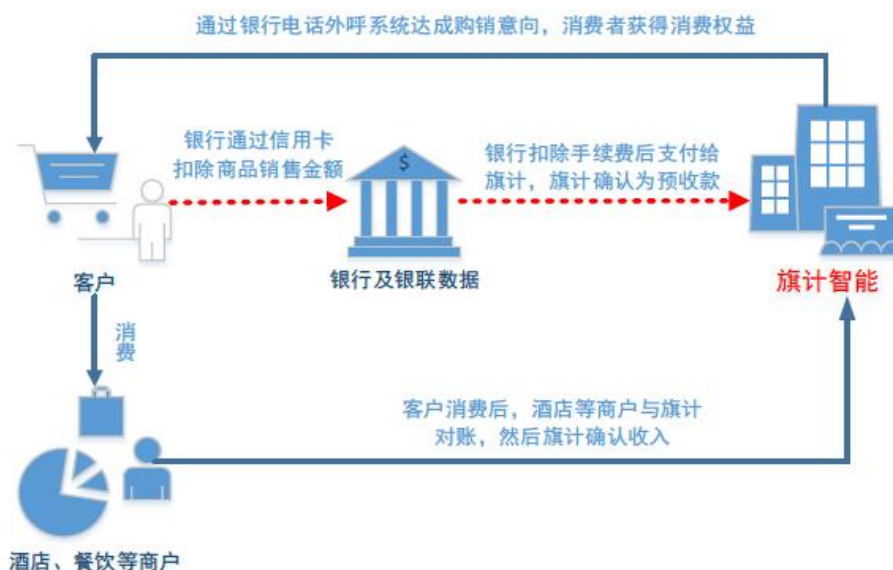 通过银行电话外呼系统达成购销意向，消费者获得消费权益
银行通过信用卡
扣除商品销售金额
银行扣除手续费后支付给
旗计，旗计确认为预收款
$
客户
银行及银联数据
旗计智能
消费
客户消费后，酒店等商户与旗计
对账，然后旗计确认收入
酒店、餐饮等商户